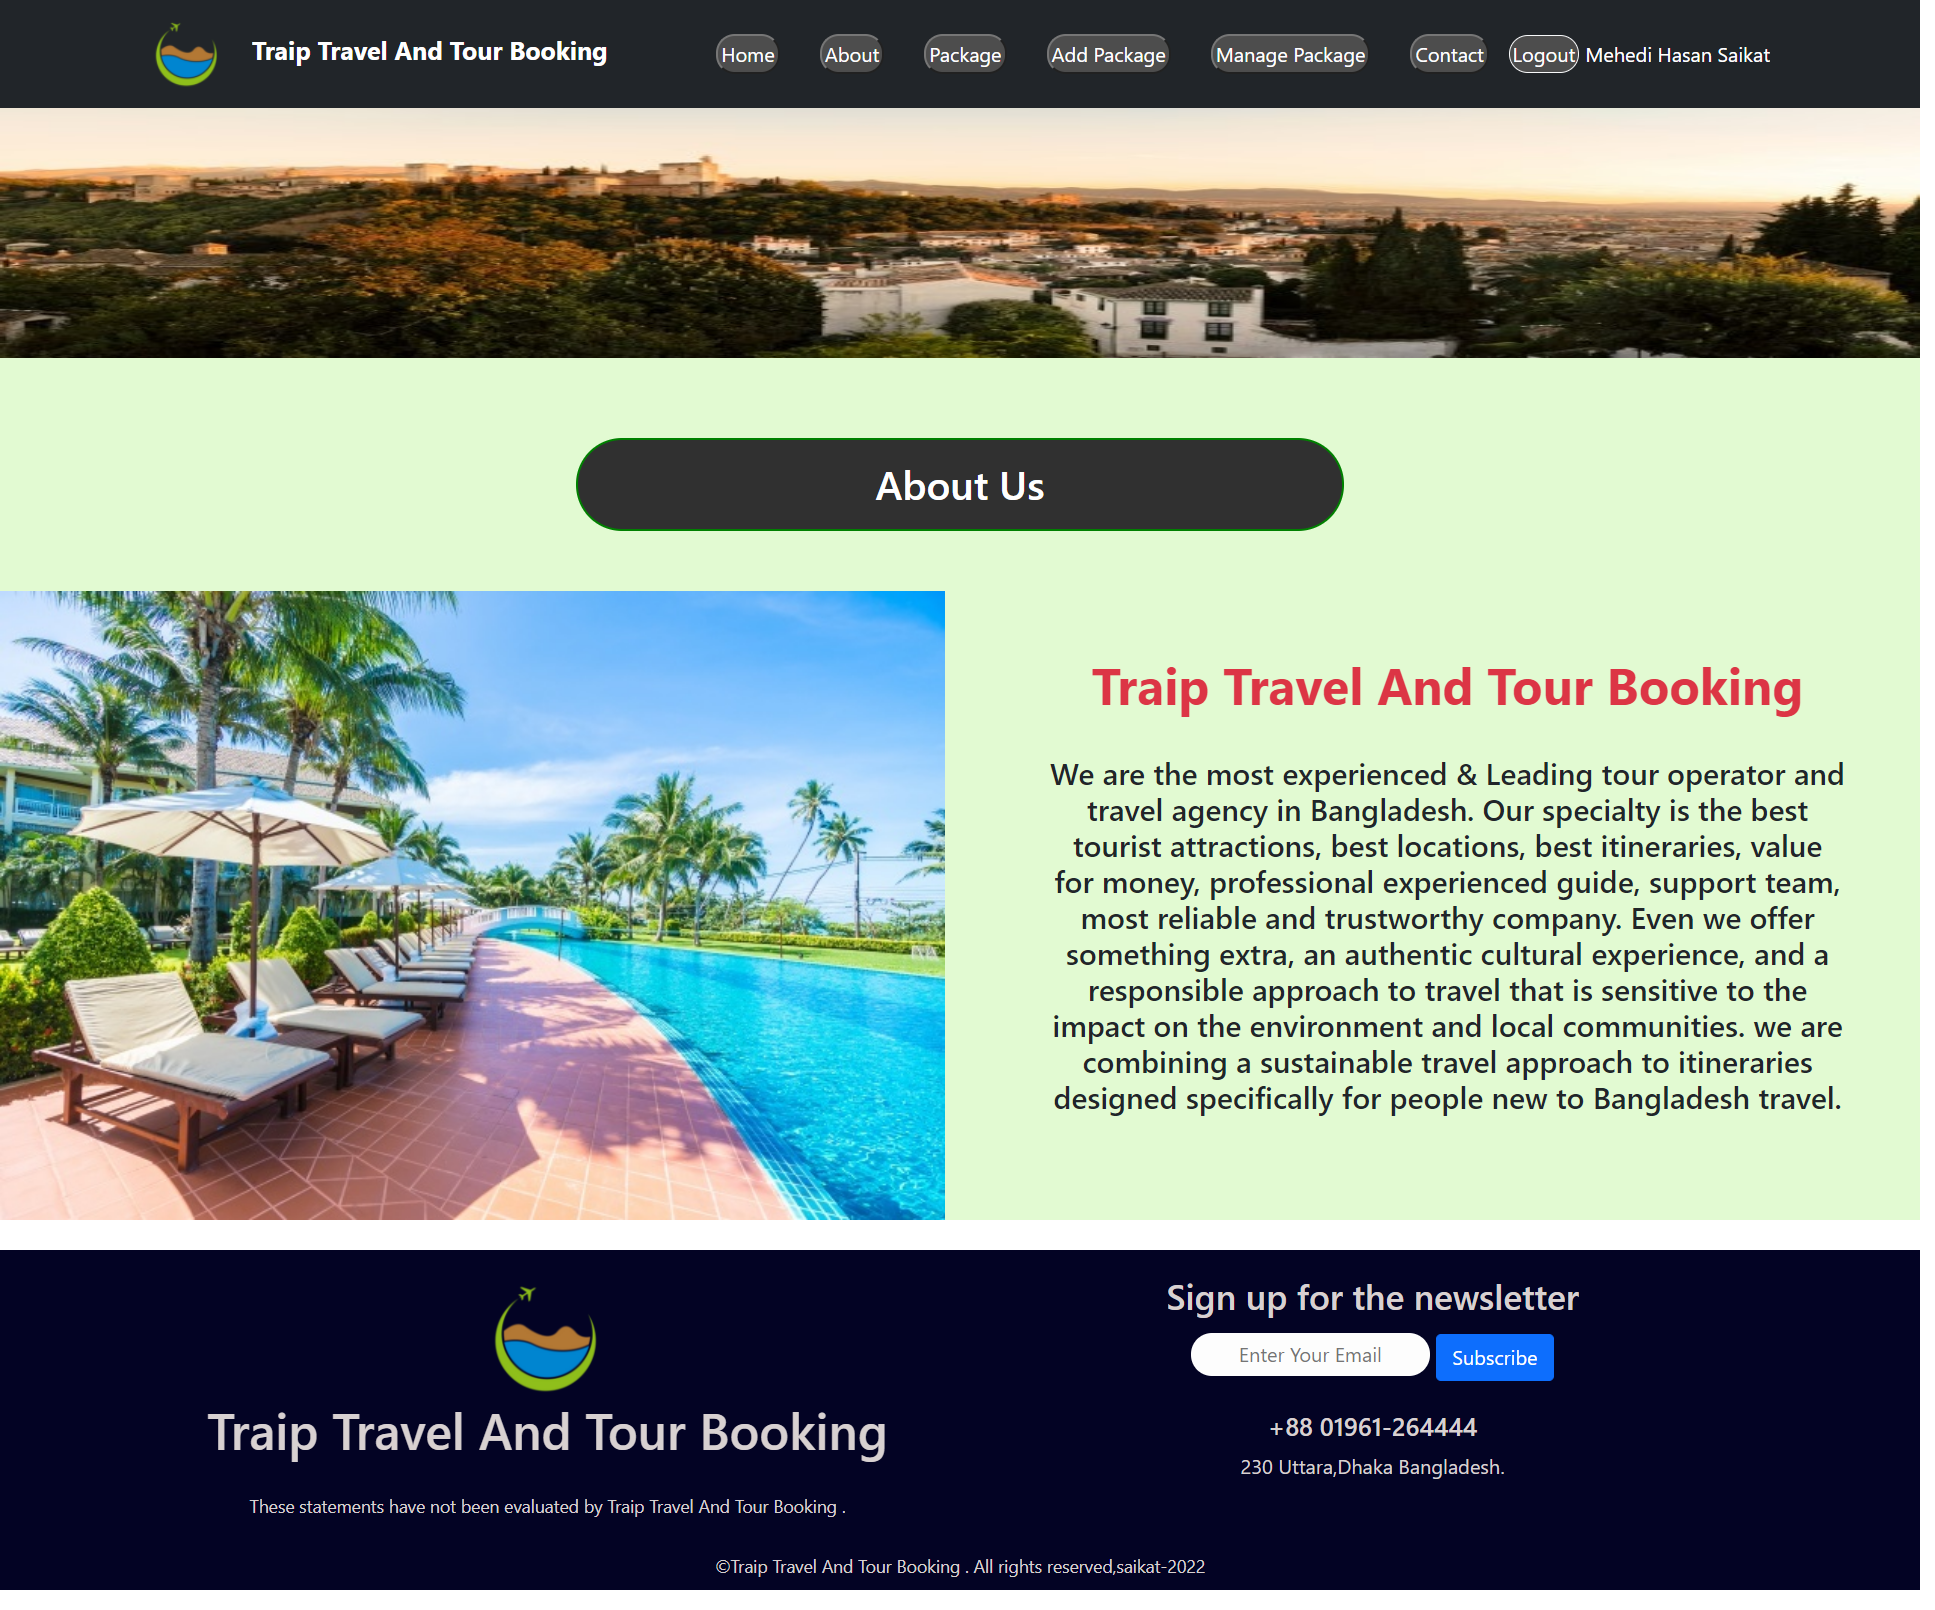 Traip Travel And Tour Booking
Home About Package Add Package Manage Package Contact Logout Mehedi Hasan Saikat
About Us
Traip Travel And Tour Booking
We are the most experienced & Leading tour operator and
travel agency in Bangladesh. Our specialty is the best
tourist attractions, best locations, best itineraries, value
for money, professional experienced guide, support team,
most reliable and trustworthy company. Even we offer
something extra, an authentic cultural experience, and a
responsible approach to travel that is sensitive to the
impact on the environment and local communities. we are
combining a sustainable travel approach to itineraries
designed specifically for people new to Bangladesh travel.
Traip Travel And Tour Booking
These statements have not been evaluated by Traip Travel And Tour Booking .
Sign up for the newsletter
Enter Your Email Subscribe
+88 01961-264444
230 Uttara,Dhaka Bangladesh.
©Traip Travel And Tour Booking . All rights reserved,saikat-2022